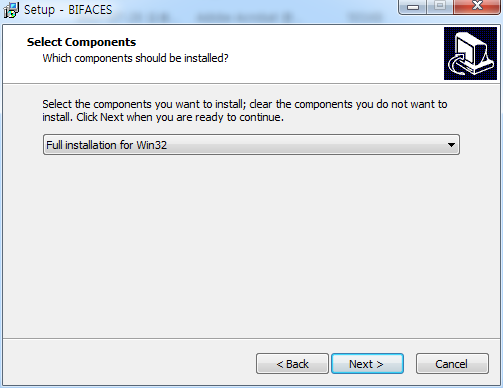 Setup - BIFACES
Select Components
Which components should be installed?
Select the components you want to install; clear the components you do not want to
install. Click Next when you are ready to continue.
Full installation for Win32
< Back
Next >
Cancel